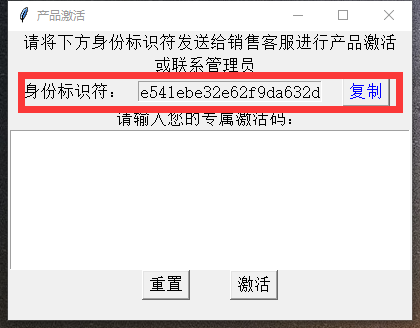 产品激活
请将下方身份标识符发送给销售客服进行产品激活
或联系管理员
身份标识符： e541ebe32e62f9da632d 复制
请输入您的专属激活码：
重置 激活